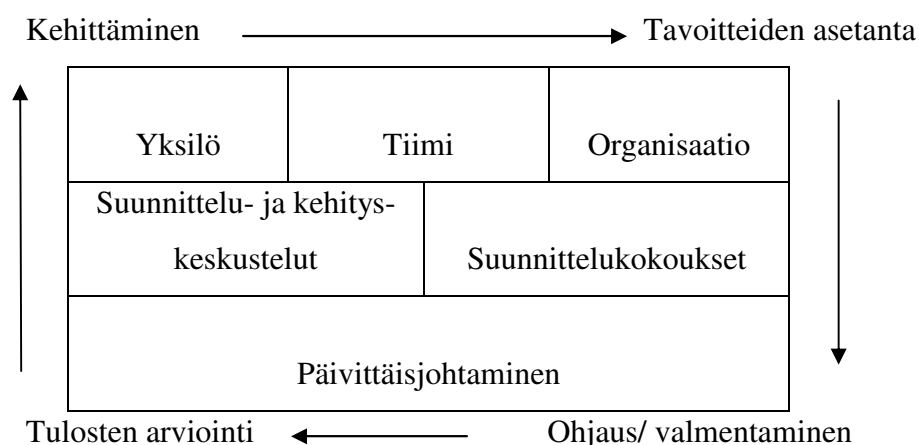 Kehittäminen Tavoitteiden asetanta
Yksilö Tiimi Organisaatio
Suunnittelu- ja kehitys-
keskustelut Suunnittelukokoukset
Päivittäisjohtaminen
Tulosten arviointi Ohjaus/ valmentaminen